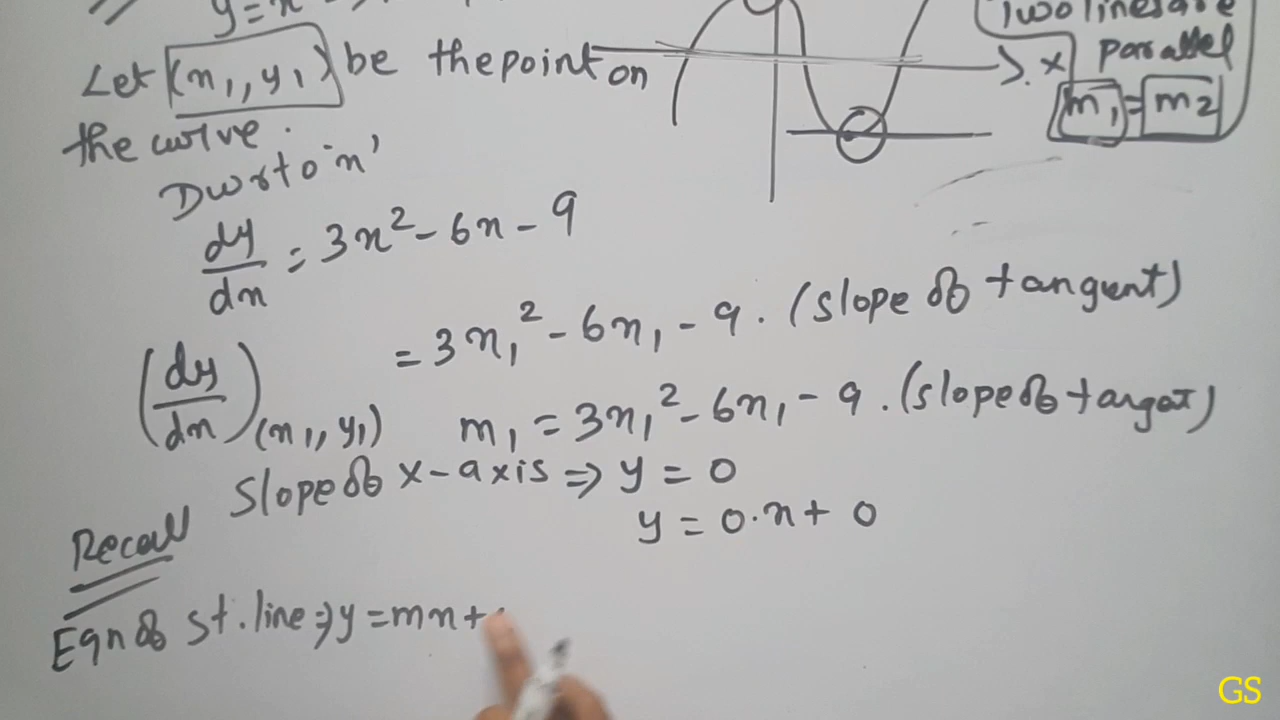 y = x
Let (x₁, y₁) be the point on
the curve.
D w r to 'x'
dy/dx = 3x² - 6x - 9
(dy/dx)(x₁, y₁) = 3x₁² - 6x₁ - 9. (slope of tangent)
m₁ = 3x₁² - 6x₁ - 9. (slope of tangat)
Slope of x-axis ⇒ y = 0
y = 0·x + 0
Recall
Eqn of st. line ⇒ y = mx +
x
Two lines are
parallel
m₁ = m₂
GS